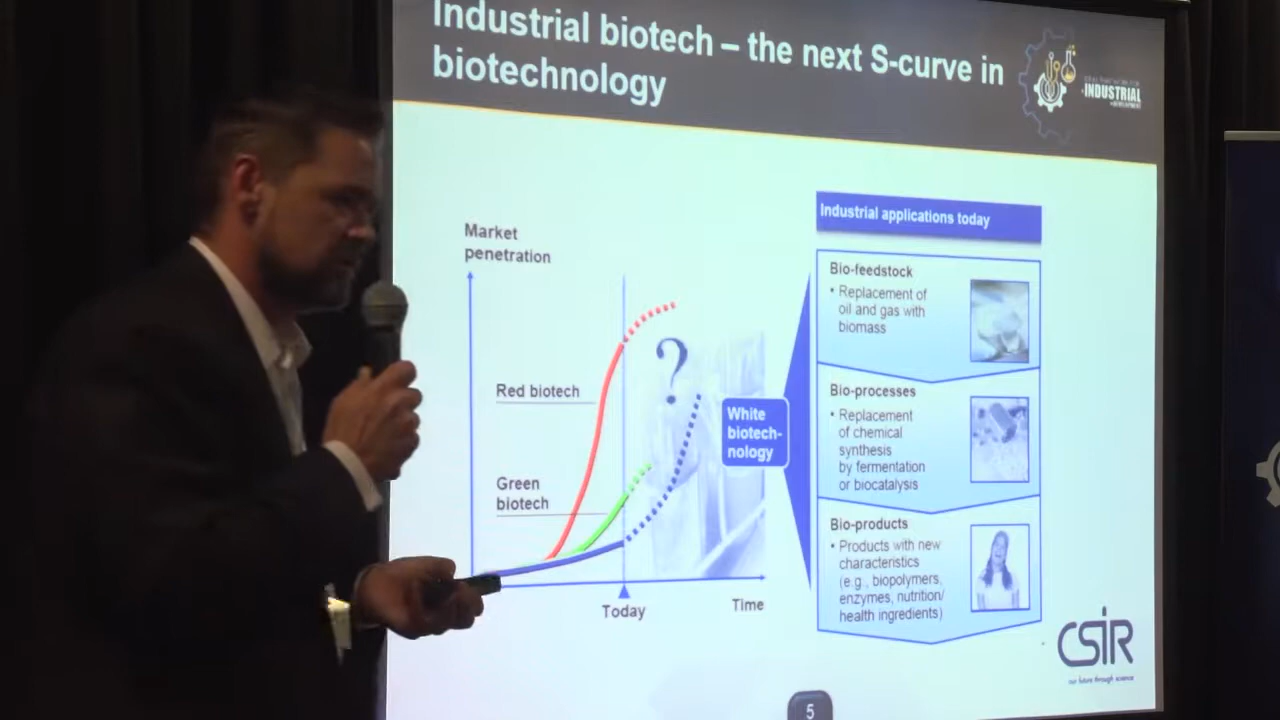 Industrial biotech – the next S-curve in
biotechnology
INDUSTRIAL
Market
penetration
Red biotech
Green
biotech
Today
Time
White
biotech-
nology
Industrial applications today
Bio-feedstock
• Replacement of
oil and gas with
biomass
Bio-processes
• Replacement
of chemical
synthesis
by fermentation
or biocatalysis
Bio-products
• Products with new
characteristics
(e.g., biopolymers,
enzymes, nutrition/
health ingredients)
?
CSIR
our future through science
5